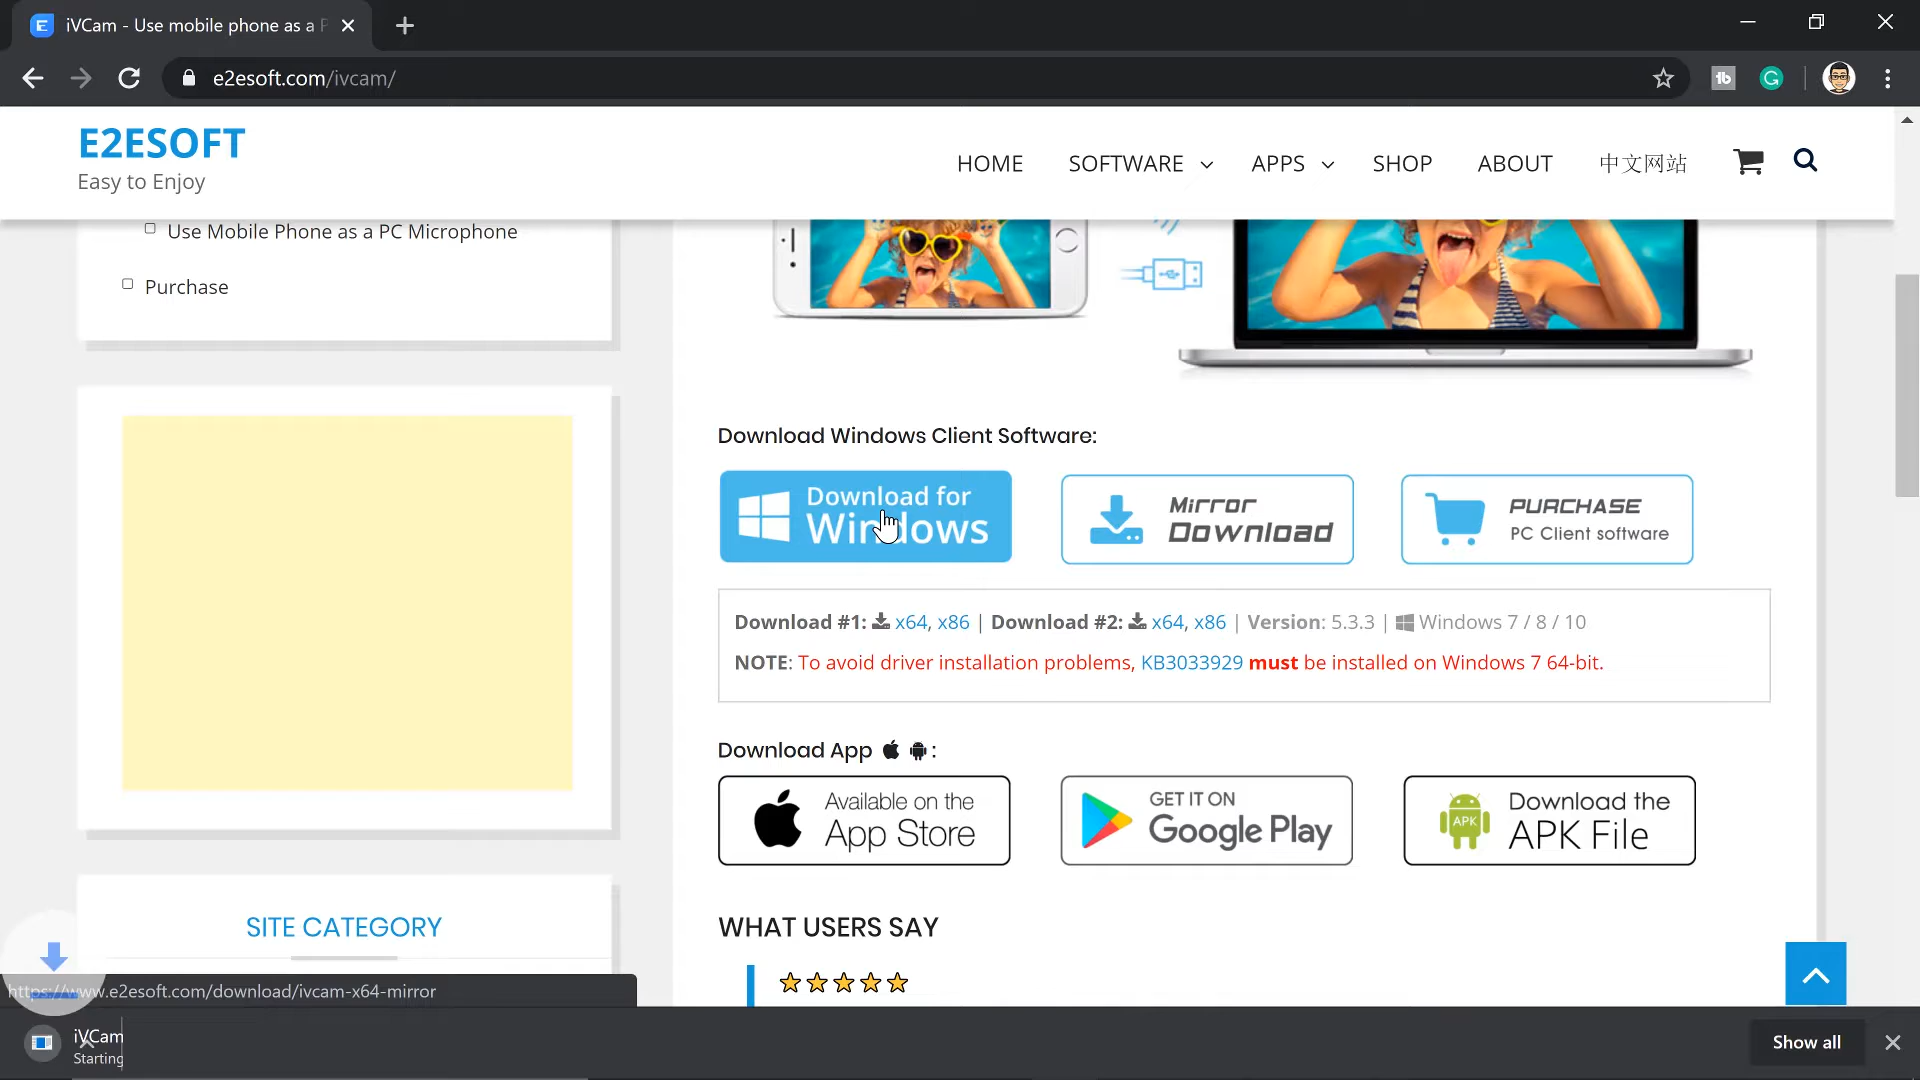 iVCam - Use mobile phone as a P
e2esoft.com/ivcam/
E2ESOFT
Easy to Enjoy
HOME SOFTWARE APPS SHOP ABOUT 中文网站
Use Mobile Phone as a PC Microphone
Purchase
Download Windows Client Software:
Download for
Windows
Mirror
Download
PURCHASE
PC Client software
Download #1: x64, x86 | Download #2: x64, x86 | Version: 5.3.3 | Windows 7 / 8 / 10
NOTE: To avoid driver installation problems, KB3033929 must be installed on Windows 7 64-bit.
Download App :
Available on the
App Store
GET IT ON
Google Play
APK
Download the
APK File
SITE CATEGORY
WHAT USERS SAY
https://www.e2esoft.com/download/ivcam-x64-mirror
iVCam
Starting
Show all